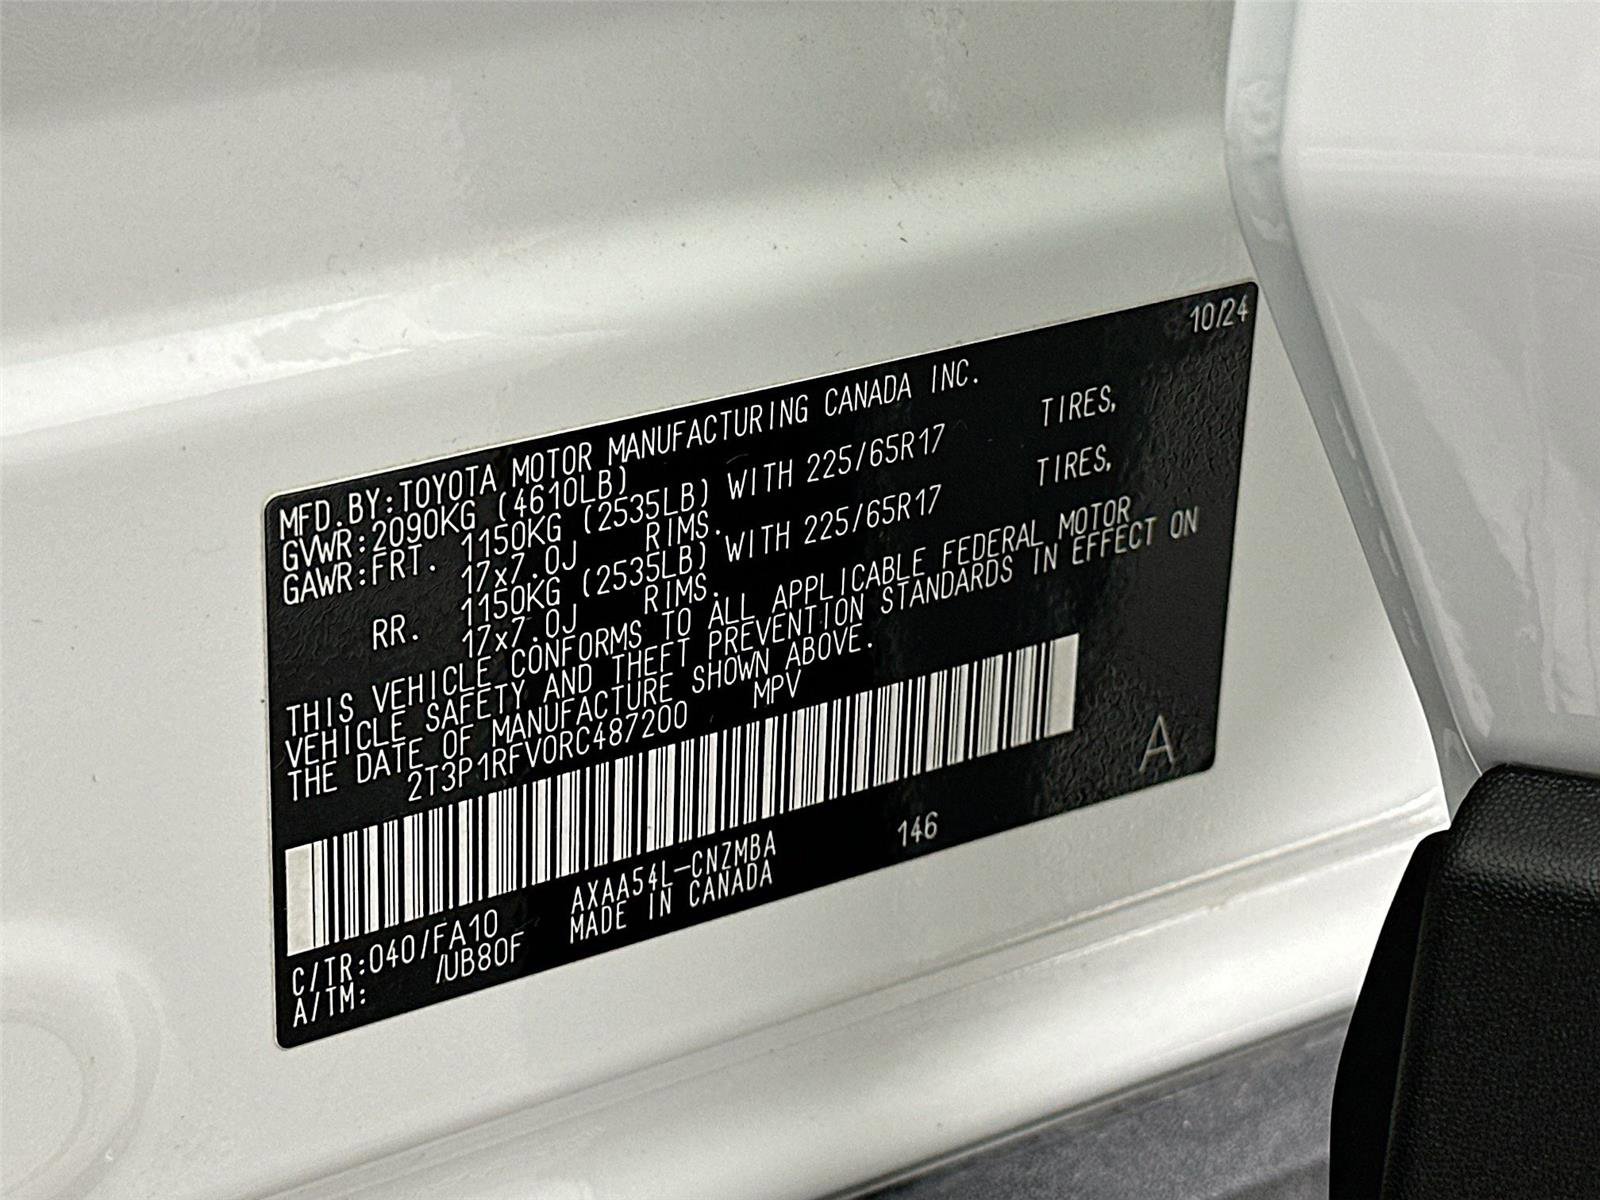 10/24
MFD.BY:TOYOTA MOTOR MANUFACTURING CANADA INC.
GVWR:2090KG (4610LB)
GAWR:FRT. 1150KG (2535LB) WITH 225/65R17 TIRES,
17x7.0J RIMS.
RR. 1150KG (2535LB) WITH 225/65R17 TIRES,
17x7.0J RIMS.
THIS VEHICLE CONFORMS TO ALL APPLICABLE FEDERAL MOTOR
VEHICLE SAFETY AND THEFT PREVENTION STANDARDS IN EFFECT ON
THE DATE OF MANUFACTURE SHOWN ABOVE.
2T3P1RFV0RC487200 MPV
A
C/TR:040/FA10 AXAA54L-CNZMBA 146
A/TM: /UB80F MADE IN CANADA